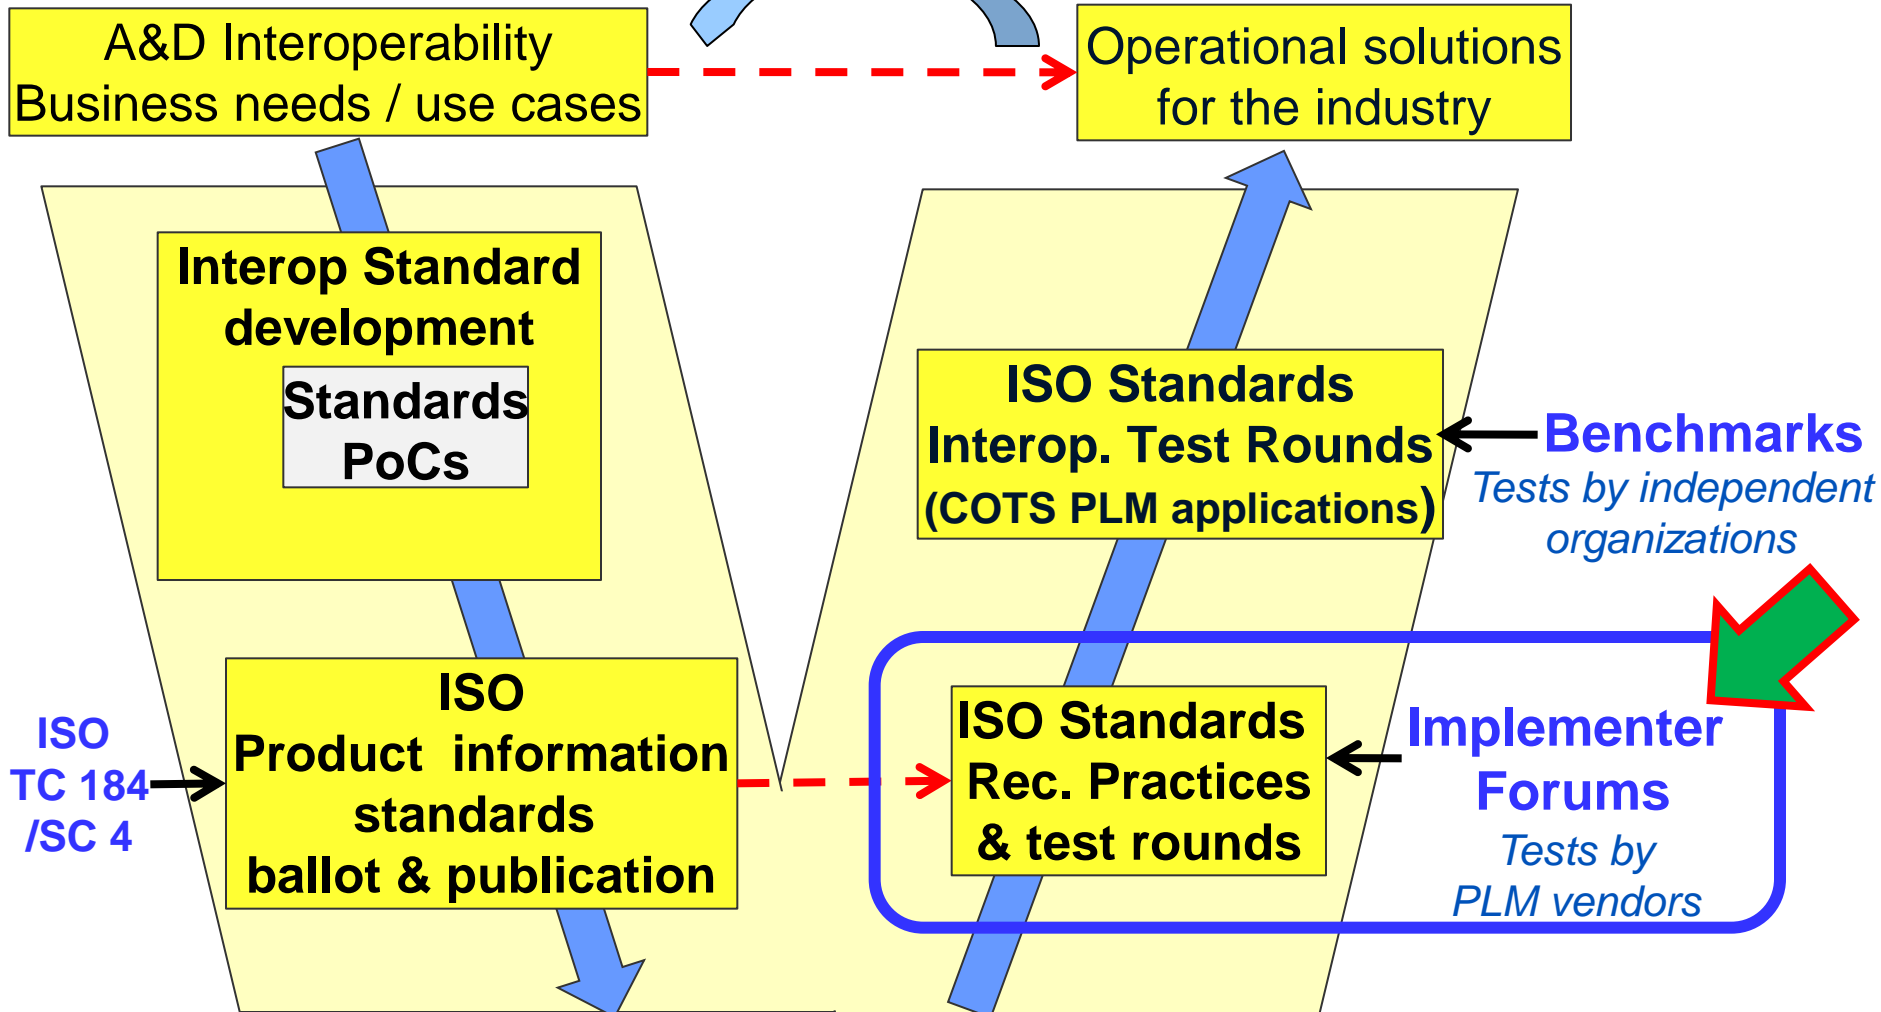 A&D Interoperability
Business needs / use cases
Operational solutions
for the industry
Interop Standard
development
Standards
PoCs
ISO Standards
Interop. Test Rounds
(COTS PLM applications)
Benchmarks
Tests by independent
organizations
ISO
TC 184
/SC 4
ISO
Product information
standards
ballot & publication
ISO Standards
Rec. Practices
& test rounds
Implementer
Forums
Tests by
PLM vendors